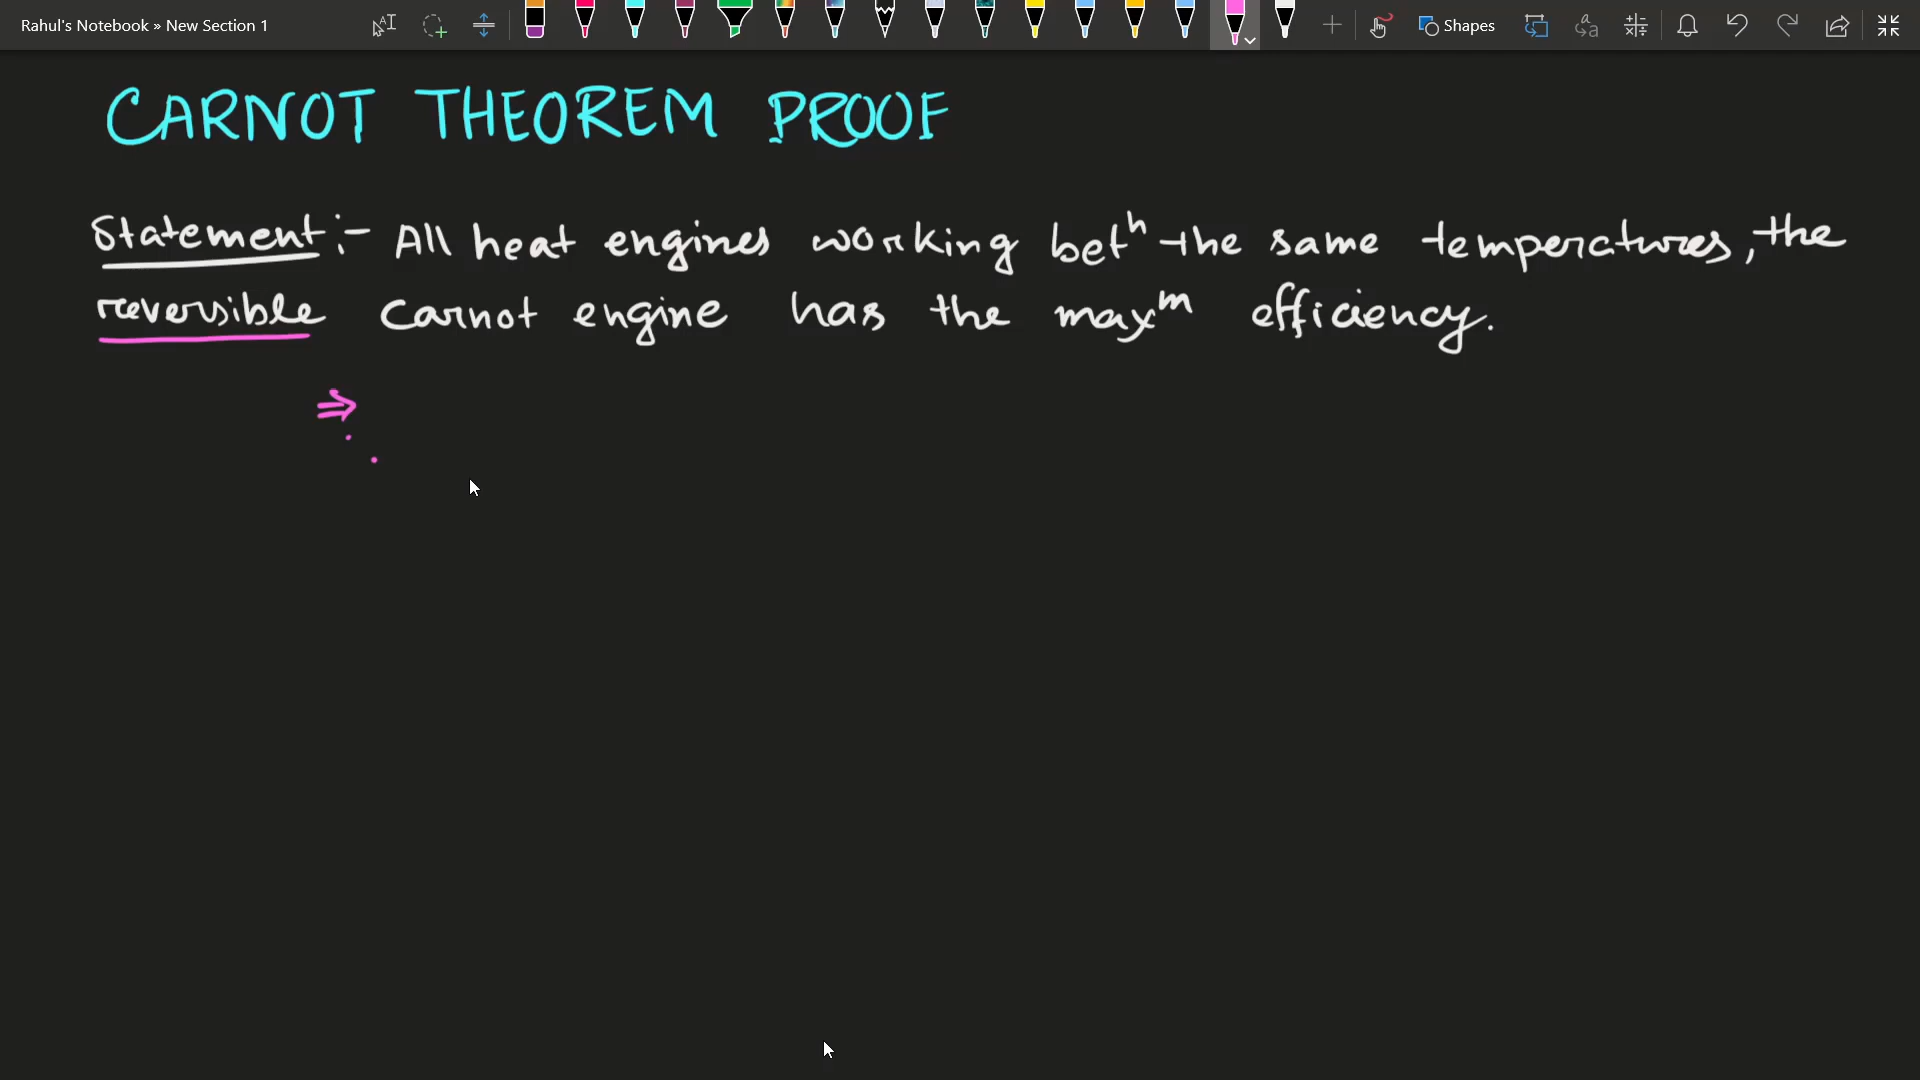 Rahul's Notebook » New Section 1
Shapes
CARNOT THEOREM PROOF
Statement :- All heat engines working betⁿ the same temperatures, the
reversible Carnot engine has the maxᵐ efficiency.
⇒